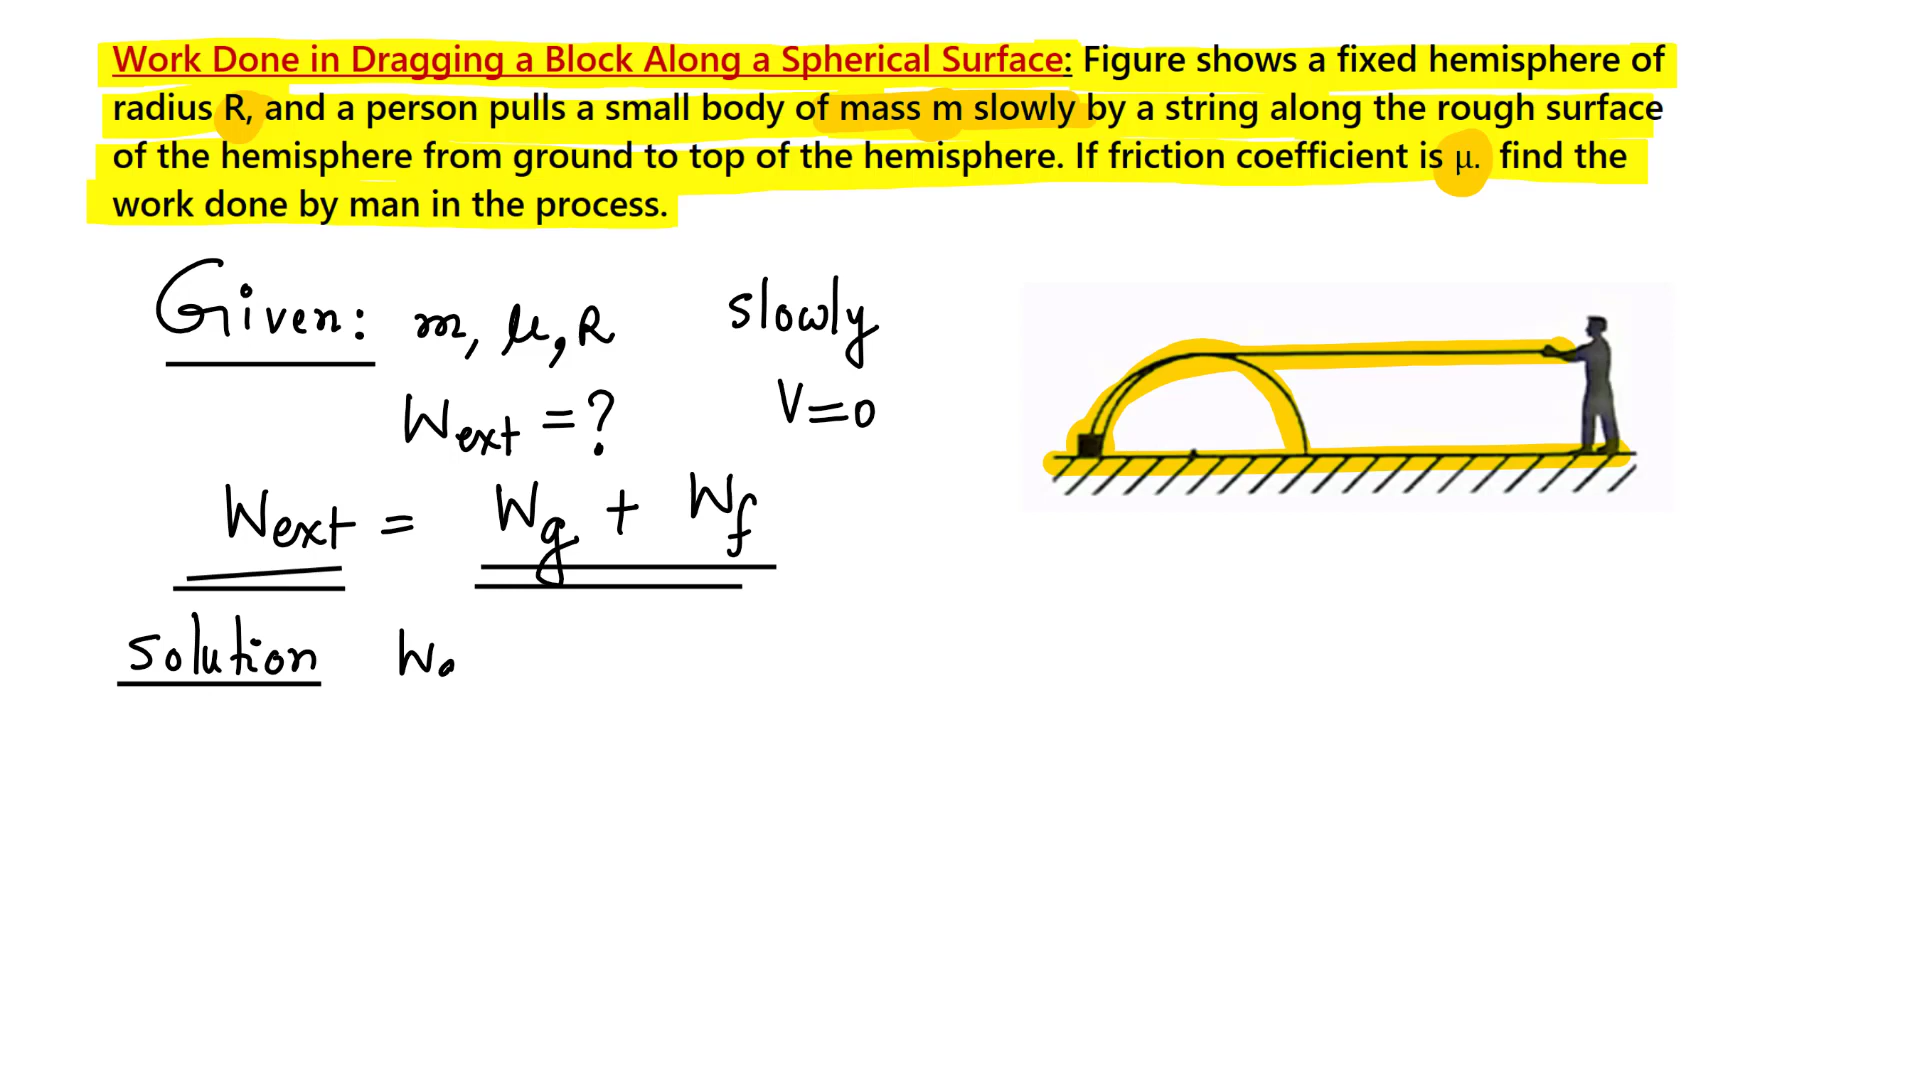 Work Done in Dragging a Block Along a Spherical Surface: Figure shows a fixed hemisphere of
radius R, and a person pulls a small body of mass m slowly by a string along the rough surface
of the hemisphere from ground to top of the hemisphere. If friction coefficient is μ. find the
work done by man in the process.
Given: m, μ, R slowly
Wext = ? V=0
Wext = Wg + Wf
Solution